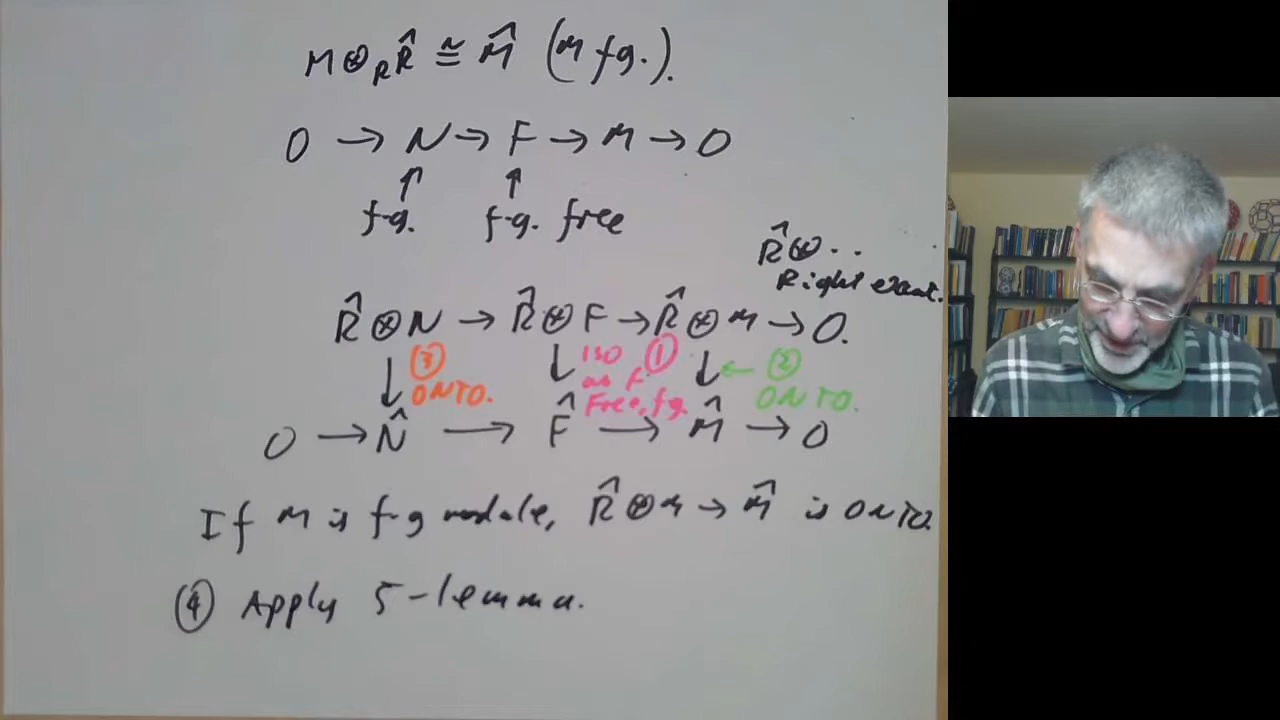 M⊗_R R̂ ≅ M̂ (M f.g.).
0 → N → F → M → 0
f.g. f.g. free
R̂⊗..
Right exact.
R̂⊗N → R̂⊗F → R̂⊗M → 0.
↓ ③ ONTO. ↓ ISO ① as F Free, f.g. ↓ ← ② ONTO.
0 → N̂ → F̂ → M̂ → 0
If M is f-g module, R̂⊗M → M̂ is ONTO.
④ Apply 5-lemma.